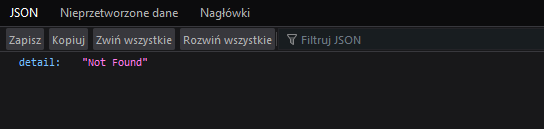 JSON Nieprzetworzone dane Nagłówki
Zapisz Kopiuj Zwiń wszystkie Rozwiń wszystkie Filtruj JSON
detail: "Not Found"